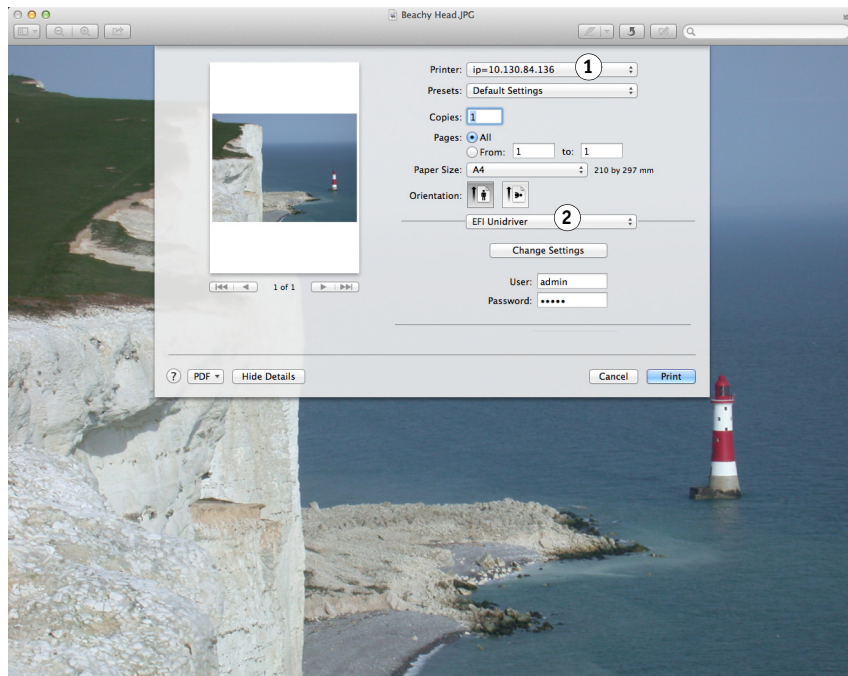 Beachy Head.JPG
Printer: ip=10.130.84.136 1
Presets: Default Settings
Copies: 1
Pages: All
From: 1 to: 1
Paper Size: A4 210 by 297 mm
Orientation:
EFI Unidriver 2
Change Settings
1 of 1
User: admin
Password: •••••
? PDF Hide Details Cancel Print